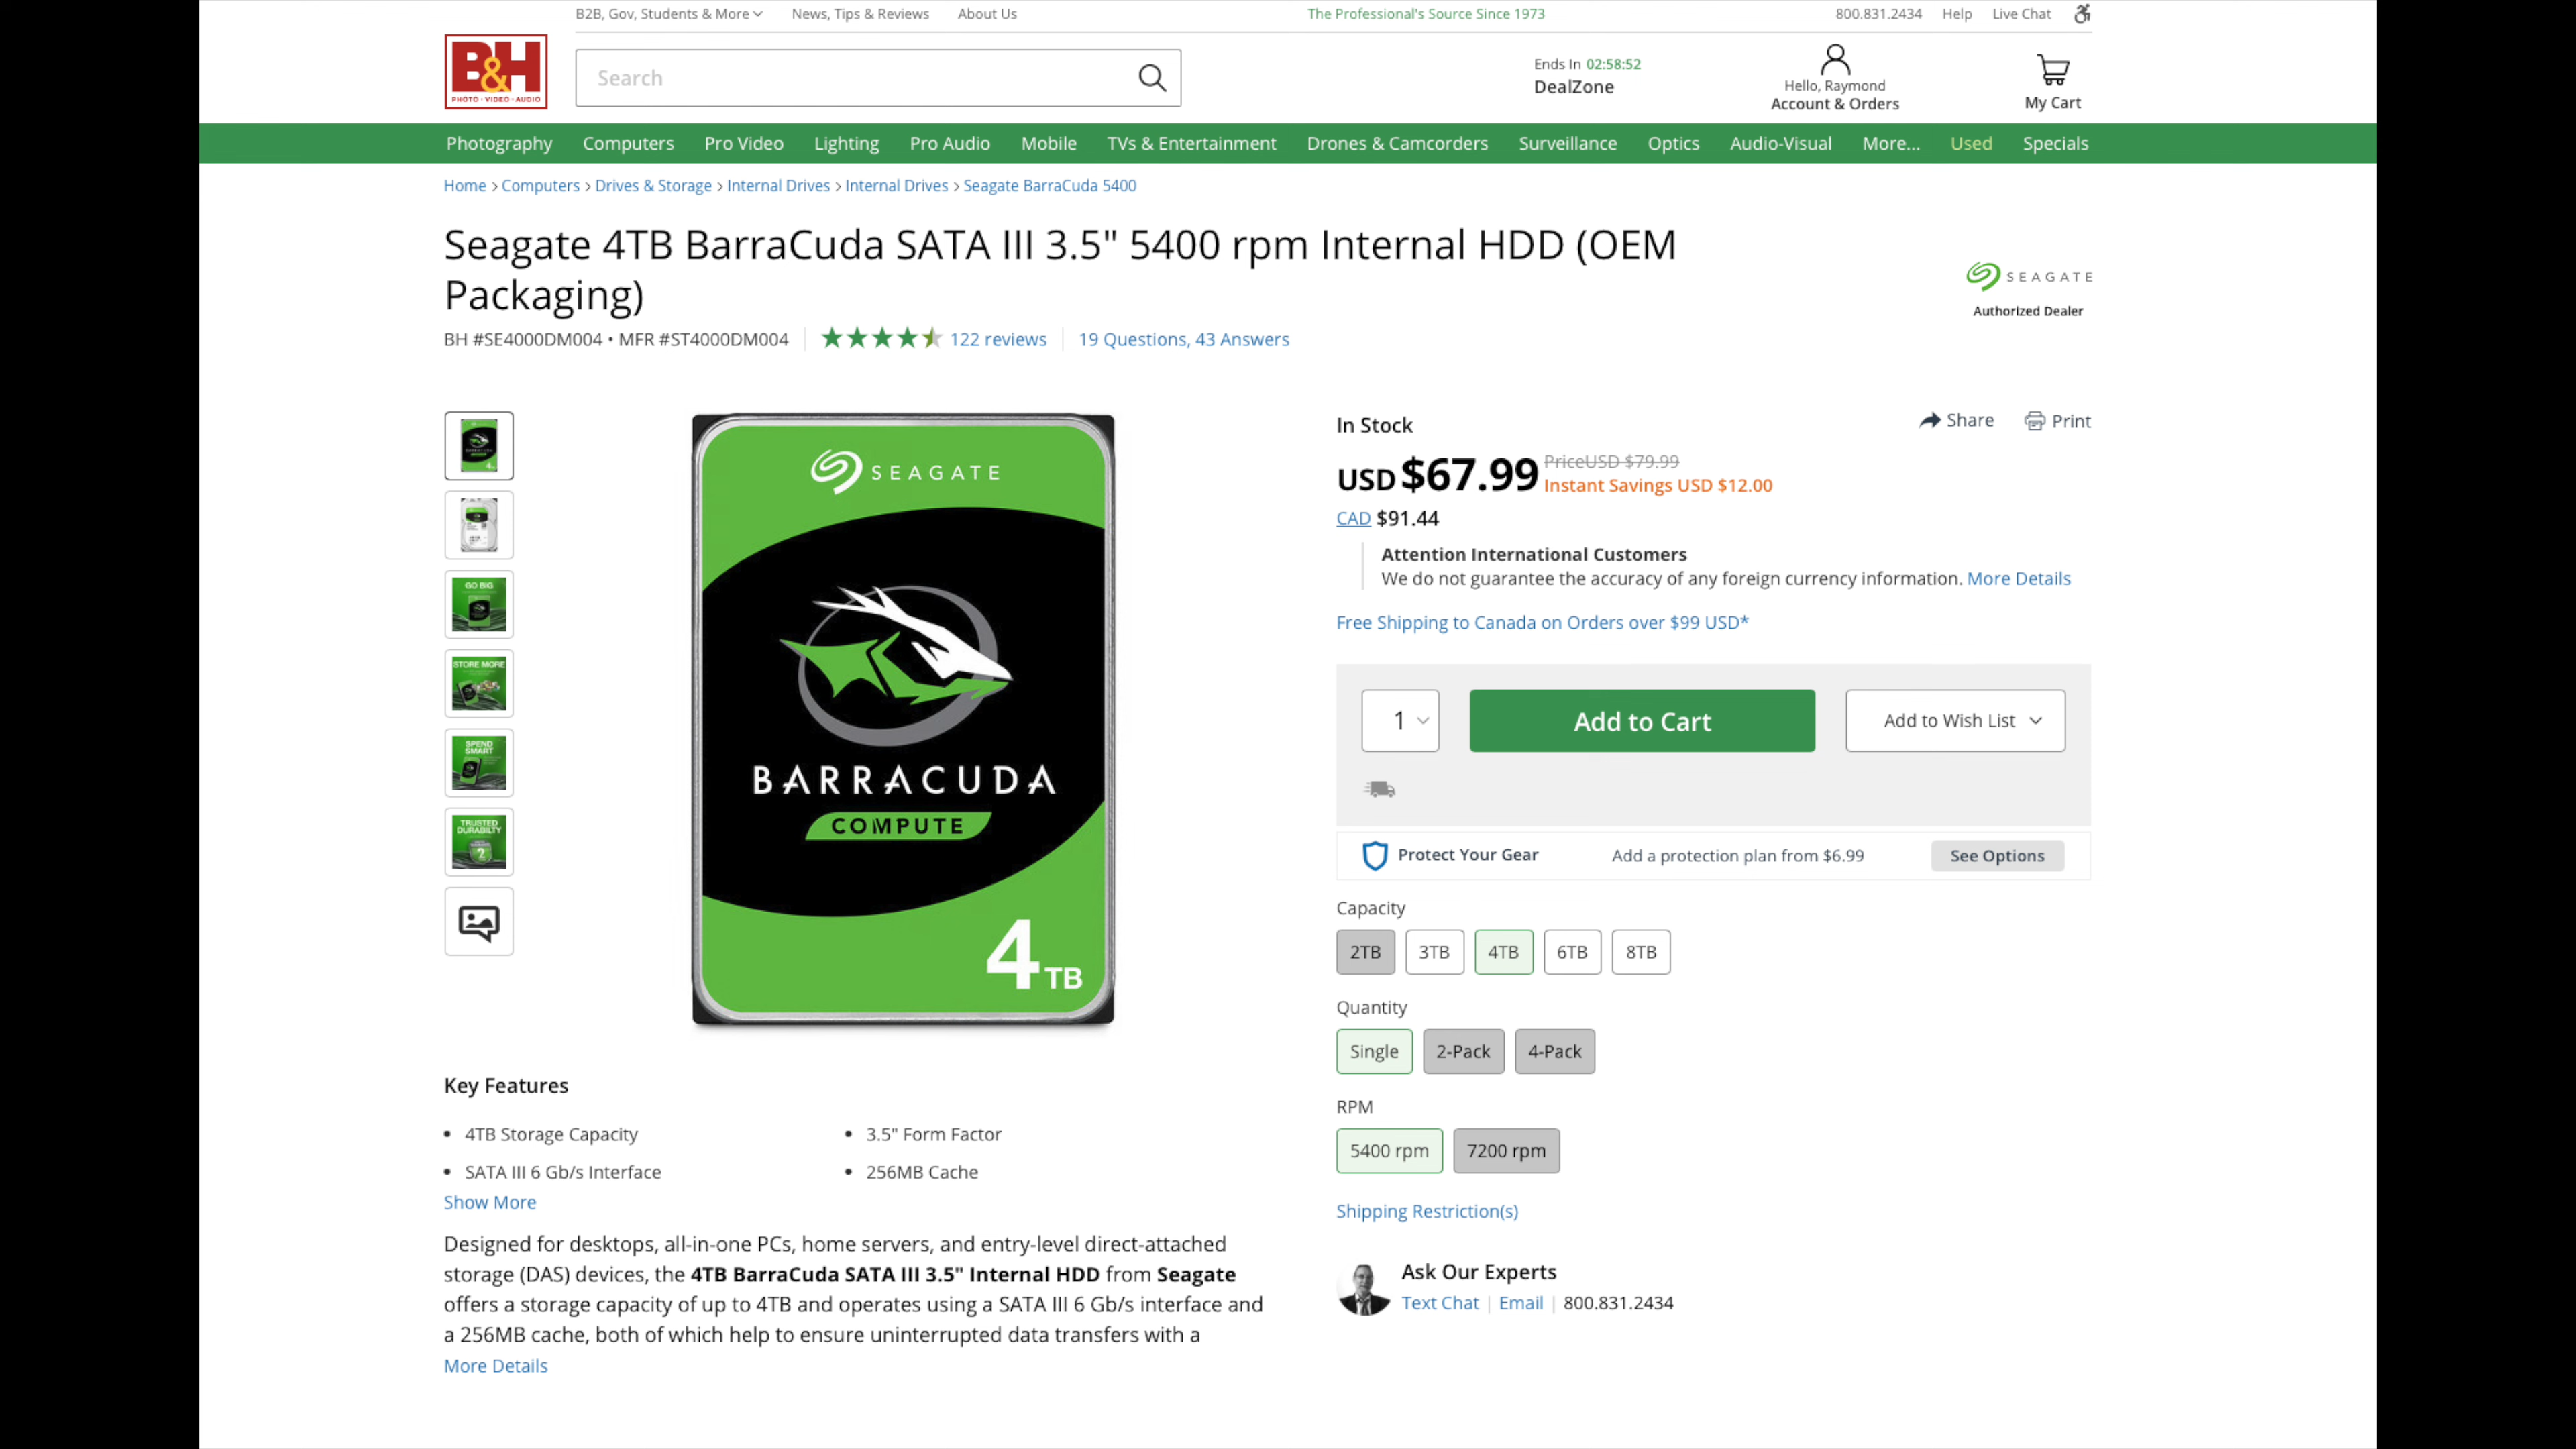 B2B, Gov, Students & More News, Tips & Reviews About Us The Professional's Source Since 1973 800.831.2434 Help Live Chat
B&H
PHOTO · VIDEO · AUDIO
Search
Ends In 02:58:52
DealZone
Hello, Raymond
Account & Orders
My Cart
Photography Computers Pro Video Lighting Pro Audio Mobile TVs & Entertainment Drones & Camcorders Surveillance Optics Audio-Visual More... Used Specials
Home > Computers > Drives & Storage > Internal Drives > Internal Drives > Seagate BarraCuda 5400
Seagate 4TB BarraCuda SATA III 3.5" 5400 rpm Internal HDD (OEM
Packaging)
SEAGATE
Authorized Dealer
BH #SE4000DM004 • MFR #ST4000DM004 122 reviews 19 Questions, 43 Answers
GO BIG
STORE MORE
SPEND
SMART
TRUSTED
DURABILTY
2
SEAGATE
BARRACUDA
COMPUTE
4TB
In Stock
Share
Print
USD $67.99
PriceUSD $79.99
Instant Savings USD $12.00
CAD $91.44
Attention International Customers
We do not guarantee the accuracy of any foreign currency information. More Details
Free Shipping to Canada on Orders over $99 USD*
1
Add to Cart
Add to Wish List
Protect Your Gear Add a protection plan from $6.99 See Options
Capacity
2TB 3TB 4TB 6TB 8TB
Quantity
Single 2-Pack 4-Pack
RPM
5400 rpm 7200 rpm
Shipping Restriction(s)
Ask Our Experts
Text Chat | Email | 800.831.2434
Key Features
• 4TB Storage Capacity
• 3.5" Form Factor
• SATA III 6 Gb/s Interface
• 256MB Cache
Show More
Designed for desktops, all-in-one PCs, home servers, and entry-level direct-attached
storage (DAS) devices, the 4TB BarraCuda SATA III 3.5" Internal HDD from Seagate
offers a storage capacity of up to 4TB and operates using a SATA III 6 Gb/s interface and
a 256MB cache, both of which help to ensure uninterrupted data transfers with a
More Details